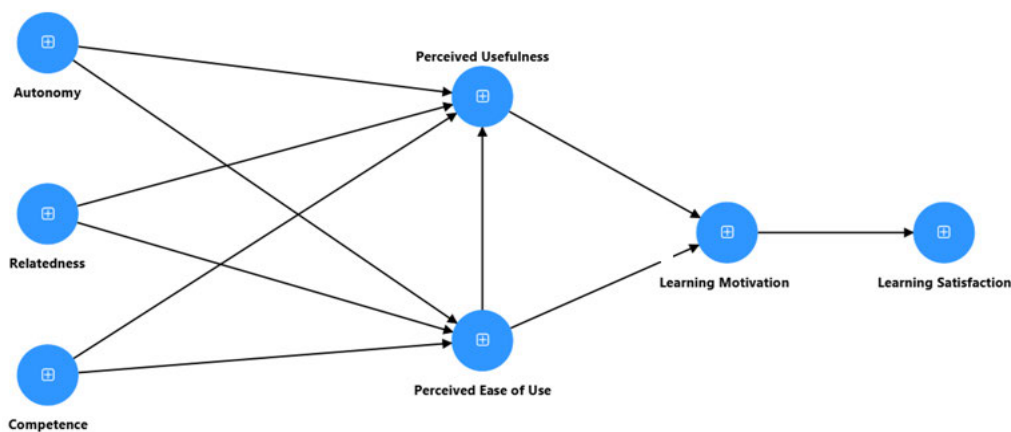 Perceived Usefulness
Autonomy
Relatedness
Learning Motivation
Learning Satisfaction
Perceived Ease of Use
Competence